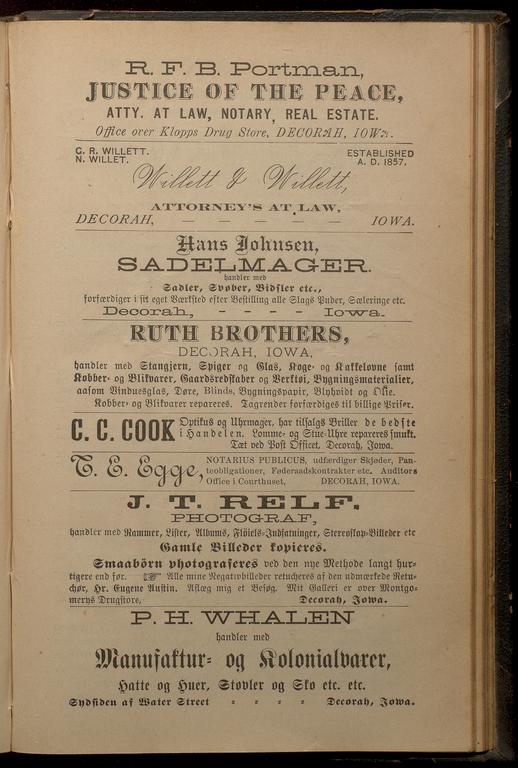 R. F. B. Portman,
JUSTICE OF THE PEACE,
ATTY. AT LAW, NOTARY, REAL ESTATE.
Office over Klopps Drug Store, DECORAH, IOWA.
G. R. WILLETT.
N. WILLET.
ESTABLISHED
A. D. 1857.
Willett & Willett,
ATTORNEY'S AT LAW,
DECORAH, — — — — — IOWA.
Hans Johnsen,
SADELMAGER.
handler med
Sadler, Svøber, Bidsler etc.,
forfærdiger i sit eget Værksted efter Bestilling alle Slags Puder, Sæleringe etc.
Decorah, - - - - Iowa.
RUTH BROTHERS,
DECORAH, IOWA,
handler med Stangjern, Spiger og Glas, Koge- og Kakkelovne samt
Kobber- og Blikvarer, Gaardsredskaber og Verktøi, Bygningsmaterialier,
aasom Vinduesglas, Døre, Blinds, Bygningspapir, Blyhvidt og Olie.
Kobber- og Blikvarer repareres. Tagrender forfærdiges til billige Priser.
C. C. COOK
Optikus og Uhrmager, har tilsalgs Briller de bedste
i Handelen. Lomme- og Stue-Uhre repareres smukt.
Tæt ved Post Officet, Decorah, Iowa.
T. E. Egge,
NOTARIUS PUBLICUS, udfærdiger Skjøder, Pan-
teobligationer, Føderaadskontrakter etc. Auditors
Office i Courthuset, DECORAH, IOWA.
J. T. RELF,
PHOTOGRAF,
handler med Rammer, Lister, Albums, Flöiels-Indfatninger, Stereoskop-Billeder etc
Gamle Billeder kopieres.
Smaabörn photograferes ved den nye Methode langt hur-
tigere end før. ☞ Alle mine Negativbilleder retucheres af den udmærkede Retu-
chør, Hr. Eugene Austin. Aflæg mig et Besøg. Mit Galleri er over Montgo-
merys Drugstore, Decorah, Iowa.
P. H. WHALEN
handler med
Manufaktur- og Kolonialvarer,
Hatte og Huer, Støvler og Sko etc. etc.
Sydsiden af Water Street - - - - Decorah, Iowa.